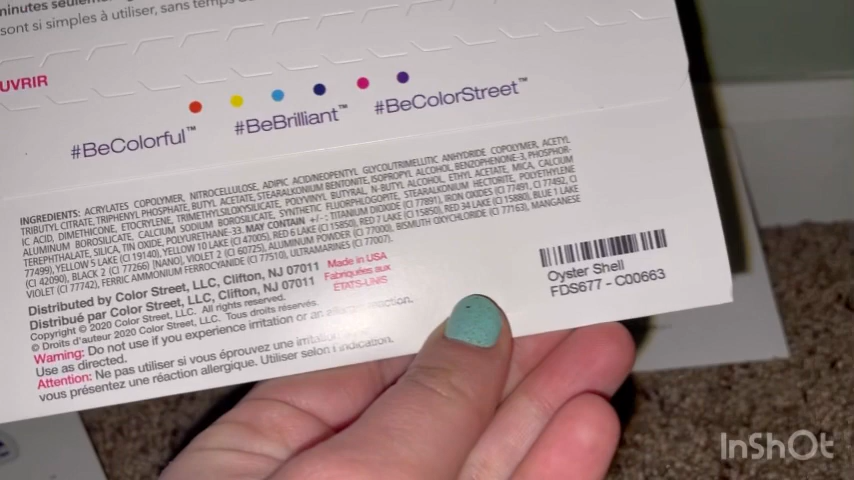 minutes seulement
sont si simples à utiliser, sans temps de
UVRIR
#BeColorful™ #BeBrilliant™ #BeColorStreet™
INGREDIENTS: ACRYLATES COPOLYMER, NITROCELLULOSE, ADIPIC ACID/NEOPENTYL GLYCOL/TRIMELLITIC ANHYDRIDE COPOLYMER, ACETYL
TRIBUTYL CITRATE, TRIPHENYL PHOSPHATE, BUTYL ACETATE, STEARALKONIUM BENTONITE, ISOPROPYL ALCOHOL, BENZOPHENONE-3, PHOSPHOR-
IC ACID, DIMETHICONE, ETOCRYLENE, TRIMETHYLSILOXYSILICATE, POLYVINYL BUTYRAL, N-BUTYL ALCOHOL, ETHYL ACETATE, MICA, CALCIUM
ALUMINUM BOROSILICATE, CALCIUM SODIUM BOROSILICATE, SYNTHETIC FLUORPHLOGOPITE, STEARALKONIUM HECTORITE, POLYETHYLENE
TEREPHTHALATE, SILICA, TIN OXIDE, POLYURETHANE-33. MAY CONTAIN +/-: TITANIUM DIOXIDE (CI 77891), IRON OXIDES (CI 77491, CI 77492, CI
77499), YELLOW 5 LAKE (CI 19140), YELLOW 10 LAKE (CI 47005), RED 6 LAKE (CI 15850), RED 7 LAKE (CI 15850), RED 34 LAKE (CI 15880), BLUE 1 LAKE
(CI 42090), BLACK 2 (CI 77266) [NANO], VIOLET 2 (CI 60725), ALUMINUM POWDER (CI 77000), BISMUTH OXYCHLORIDE (CI 77163), MANGANESE
VIOLET (CI 77742), FERRIC AMMONIUM FERROCYANIDE (CI 77510), ULTRAMARINES (CI 77007).
Distributed by Color Street, LLC, Clifton, NJ 07011
Distribué par Color Street, LLC, Clifton, NJ 07011
Made in USA
Fabriquées aux
ÉTATS-UNIS
Copyright © 2020 Color Street, LLC. All rights reserved.
© Droits d'auteur 2020 Color Street, LLC. Tous droits réservés.
Warning: Do not use if you experience irritation or an allergic reaction.
Use as directed.
Attention: Ne pas utiliser si vous éprouvez une irritation ou
vous présentez une réaction allergique. Utiliser selon l'indication.
Oyster Shell
FDS677 - C00663
InShOt